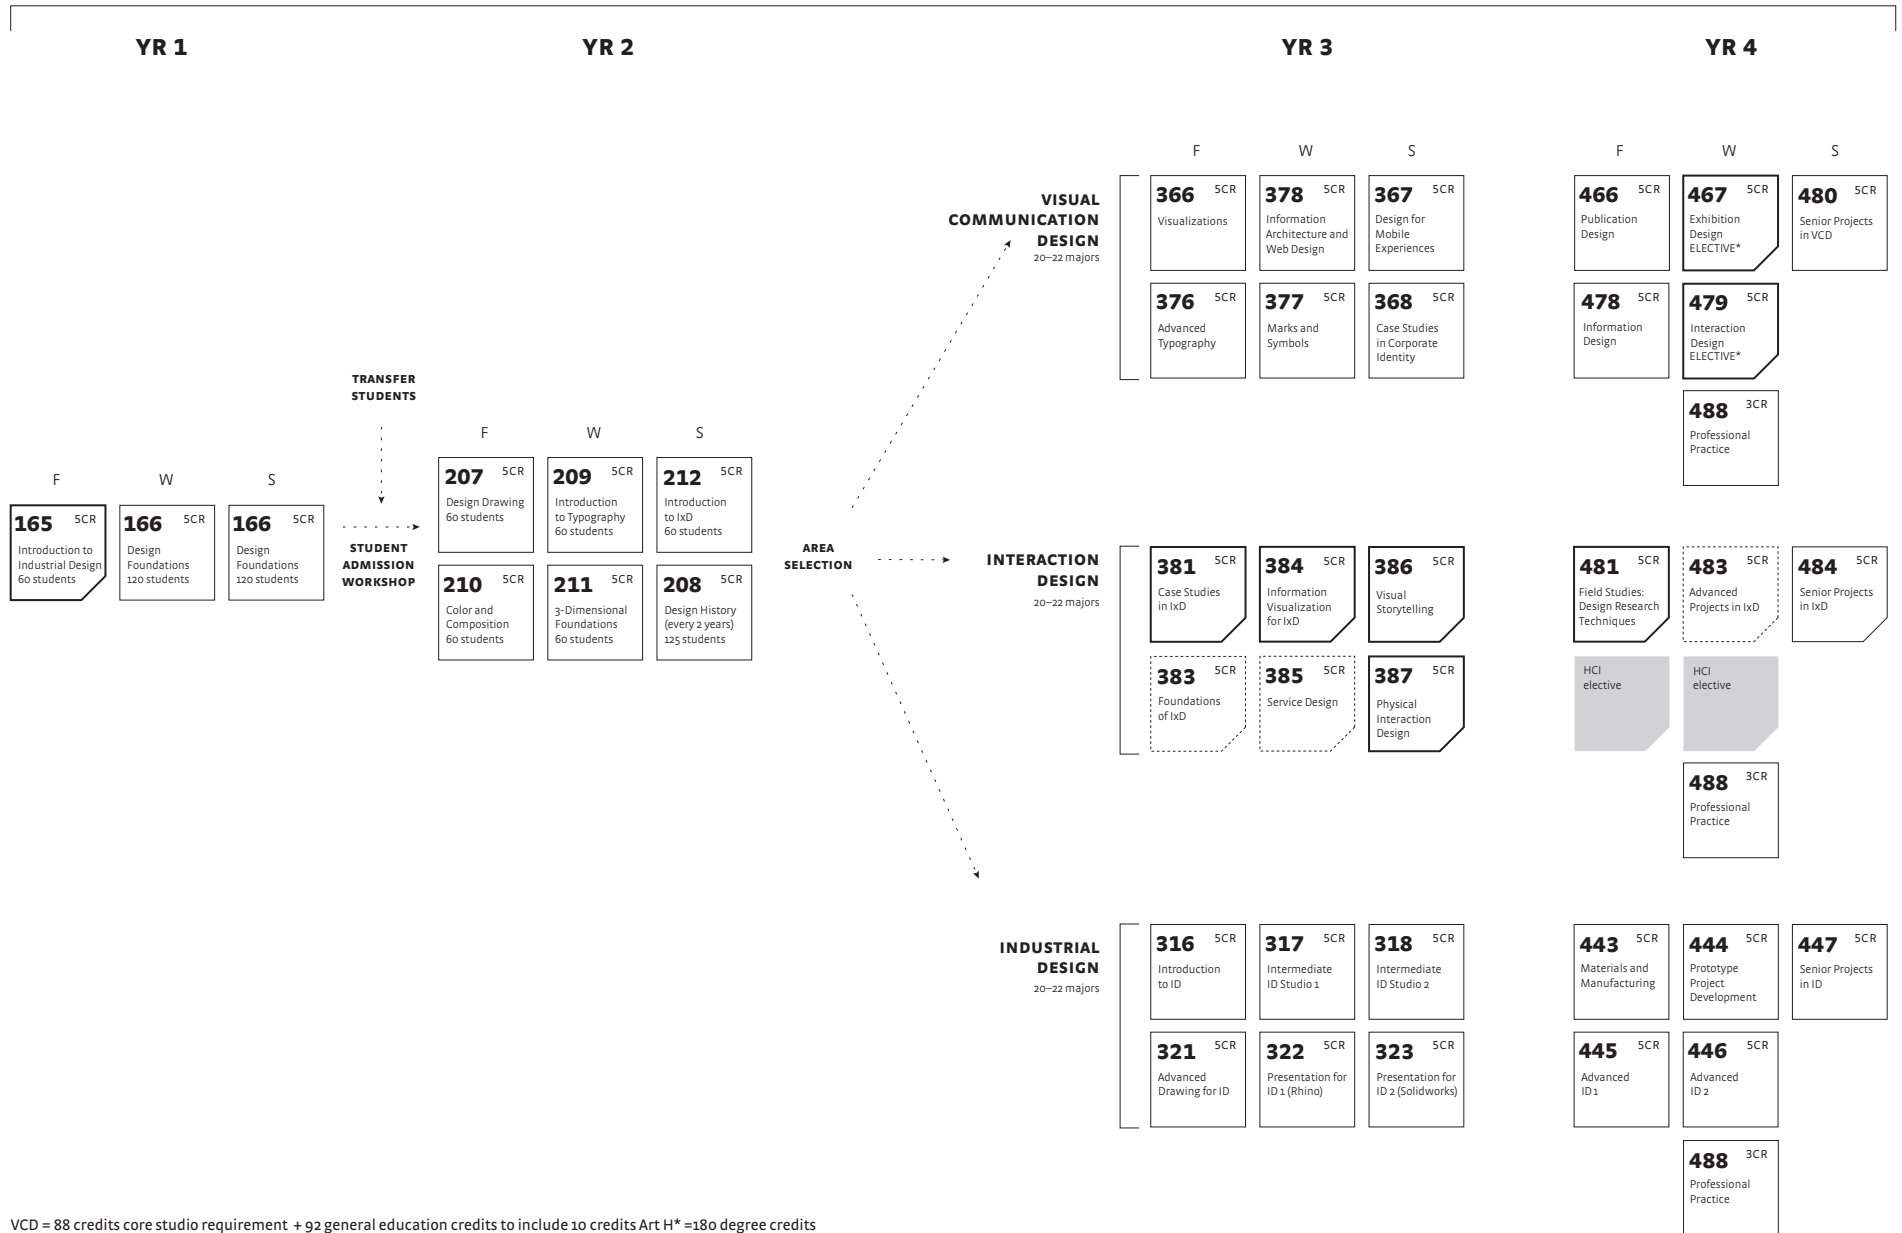 YR 1
YR 2
YR 3
YR 4
F
W
S
165 5CR
Introduction to
Industrial Design
60 students
166 5CR
Design
Foundations
120 students
166 5CR
Design
Foundations
120 students
TRANSFER
STUDENTS
STUDENT
ADMISSION
WORKSHOP
F
W
S
207 5CR
Design Drawing
60 students
209 5CR
Introduction
to Typography
60 students
212 5CR
Introduction
to IxD
60 students
210 5CR
Color and
Composition
60 students
211 5CR
3-Dimensional
Foundations
60 students
208 5CR
Design History
(every 2 years)
125 students
AREA
SELECTION
VISUAL
COMMUNICATION
DESIGN
20–22 majors
F
W
S
366 5CR
Visualizations
378 5CR
Information
Architecture and
Web Design
367 5CR
Design for
Mobile
Experiences
376 5CR
Advanced
Typography
377 5CR
Marks and
Symbols
368 5CR
Case Studies
in Corporate
Identity
F
W
S
466 5CR
Publication
Design
467 5CR
Exhibition
Design
ELECTIVE*
480 5CR
Senior Projects
in VCD
478 5CR
Information
Design
479 5CR
Interaction
Design
ELECTIVE*
488 3CR
Professional
Practice
INTERACTION
DESIGN
20–22 majors
381 5CR
Case Studies
in IxD
384 5CR
Information
Visualization
for IxD
386 5CR
Visual
Storytelling
383 5CR
Foundations
of IxD
385 5CR
Service Design
387 5CR
Physical
Interaction
Design
481 5CR
Field Studies:
Design Research
Techniques
483 5CR
Advanced
Projects in IxD
484 5CR
Senior Projects
in IxD
HCI
elective
HCI
elective
488 3CR
Professional
Practice
INDUSTRIAL
DESIGN
20–22 majors
316 5CR
Introduction
to ID
317 5CR
Intermediate
ID Studio 1
318 5CR
Intermediate
ID Studio 2
321 5CR
Advanced
Drawing for ID
322 5CR
Presentation for
ID 1 (Rhino)
323 5CR
Presentation for
ID 2 (Solidworks)
443 5CR
Materials and
Manufacturing
444 5CR
Prototype
Project
Development
447 5CR
Senior Projects
in ID
445 5CR
Advanced
ID 1
446 5CR
Advanced
ID 2
488 3CR
Professional
Practice
VCD = 88 credits core studio requirement + 92 general education credits to include 10 credits Art H* =180 degree credits